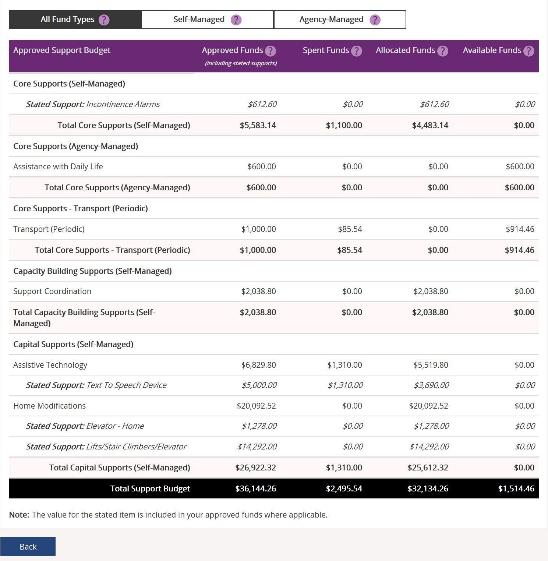 All Fund Types ? Self-Managed ? Agency-Managed ?
Approved Support Budget Approved Funds ? Spent Funds ? Allocated Funds ? Available Funds ?
(Including stated supports)
Core Supports (Self-Managed)
Stated Support: Incontinence Alarms $612.60 $0.00 $612.60 $0.00
Total Core Supports (Self-Managed) $5,583.14 $1,100.00 $4,483.14 $0.00
Core Supports (Agency-Managed)
Assistance with Daily Life $600.00 $0.00 $0.00 $600.00
Total Core Supports (Agency-Managed) $600.00 $0.00 $0.00 $600.00
Core Supports - Transport (Periodic)
Transport (Periodic) $1,000.00 $85.54 $0.00 $914.46
Total Core Supports - Transport (Periodic) $1,000.00 $85.54 $0.00 $914.46
Capacity Building Supports (Self-Managed)
Support Coordination $2,038.80 $0.00 $2,038.80 $0.00
Total Capacity Building Supports (Self- $2,038.80 $0.00 $2,038.80 $0.00
Managed)
Capital Supports (Self-Managed)
Assistive Technology $6,829.80 $1,310.00 $5,519.80 $0.00
Stated Support: Text To Speech Device $5,000.00 $1,310.00 $3,690.00 $0.00
Home Modifications $20,092.52 $0.00 $20,092.52 $0.00
Stated Support: Elevator - Home $1,278.00 $0.00 $1,278.00 $0.00
Stated Support: Lifts/Stair Climbers/Elevator $14,292.00 $0.00 $14,292.00 $0.00
Total Capital Supports (Self-Managed) $26,922.32 $1,310.00 $25,612.32 $0.00
Total Support Budget $36,144.26 $2,495.54 $32,134.26 $1,514.46
Note: The value for the stated item is included in your approved funds where applicable.
Back